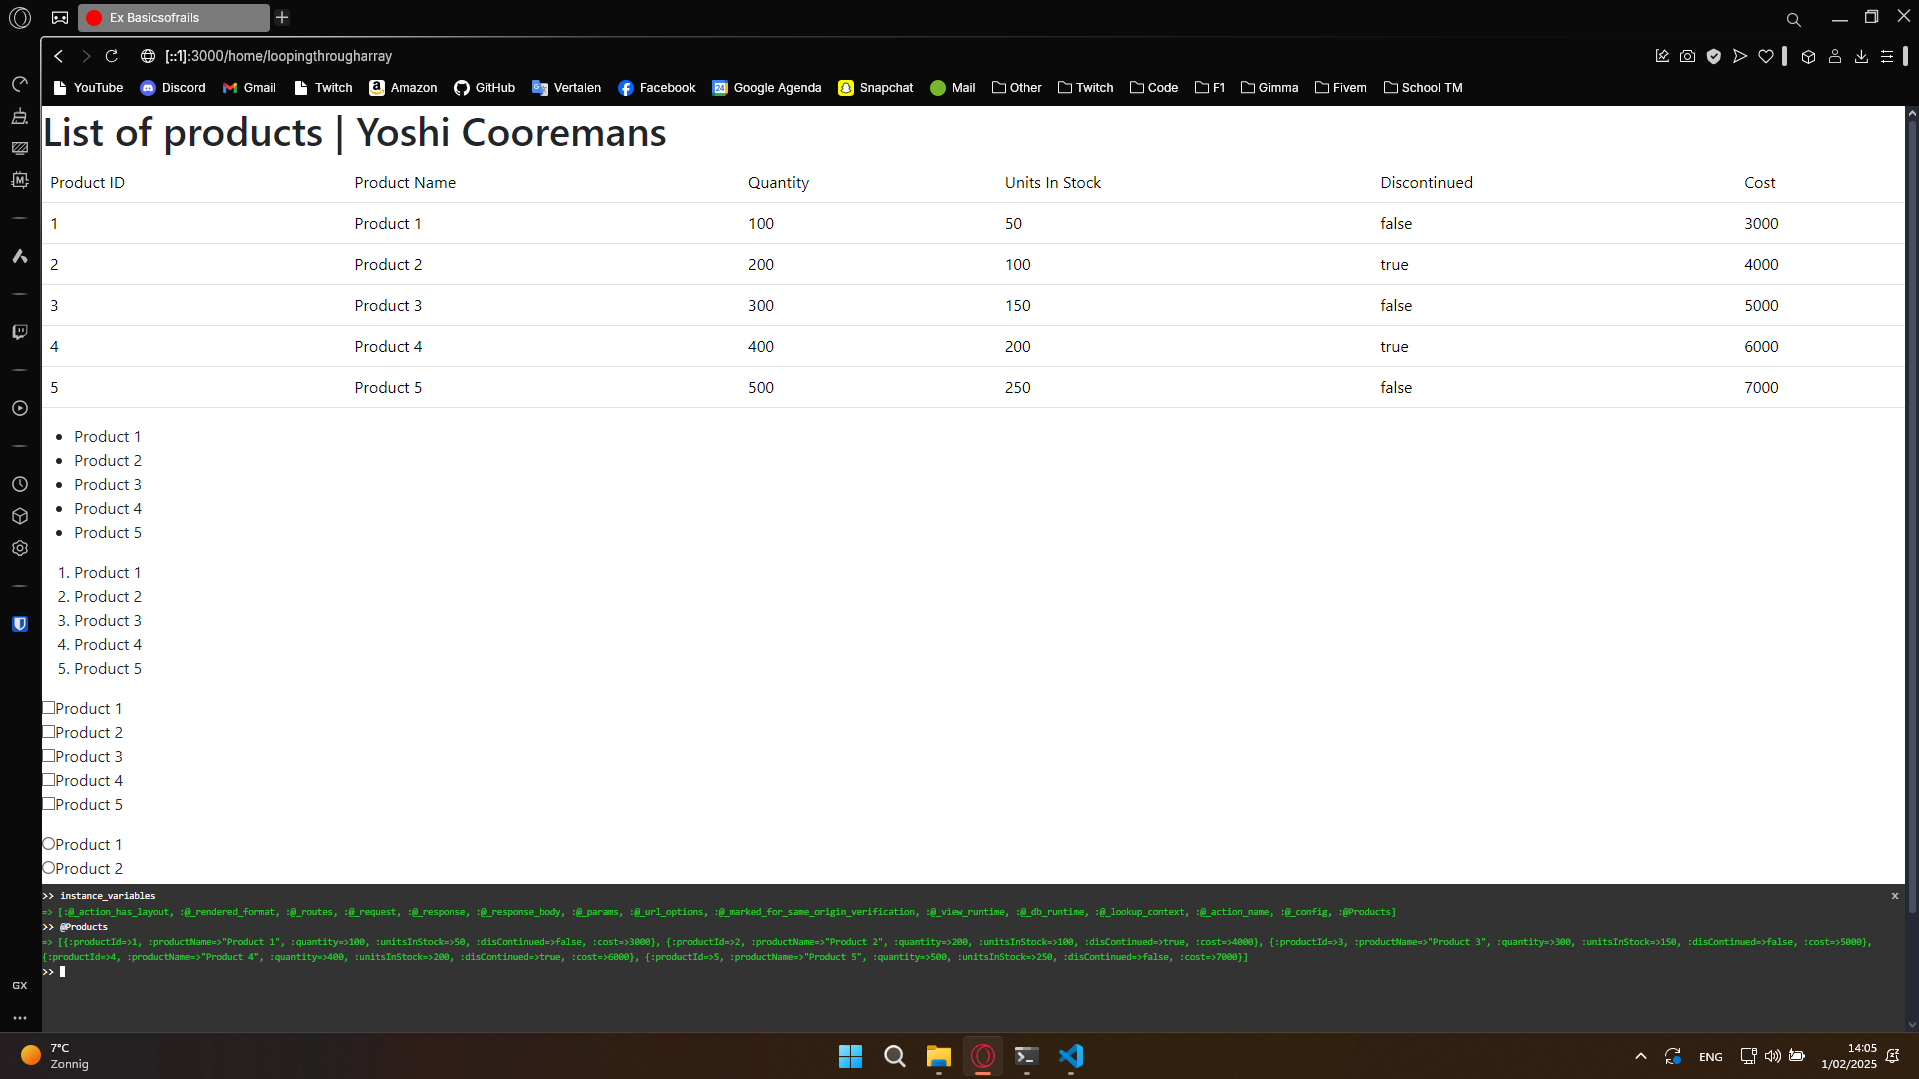 Ex Basicsofrails
[::1]:3000/home/loopingthrougharray
YouTube Discord Gmail Twitch Amazon GitHub Vertalen Facebook Google Agenda Snapchat Mail Other Twitch Code F1 Gimma Fivem School TM
List of products | Yoshi Cooremans
Product ID Product Name Quantity Units In Stock Discontinued Cost
1 Product 1 100 50 false 3000
2 Product 2 200 100 true 4000
3 Product 3 300 150 false 5000
4 Product 4 400 200 true 6000
5 Product 5 500 250 false 7000
• Product 1
• Product 2
• Product 3
• Product 4
• Product 5
1. Product 1
2. Product 2
3. Product 3
4. Product 4
5. Product 5
Product 1
Product 2
Product 3
Product 4
Product 5
Product 1
Product 2
>> instance_variables
=> [:@_action_has_layout, :@_rendered_format, :@_routes, :@_request, :@_response, :@_response_body, :@_params, :@_url_options, :@_marked_for_same_origin_verification, :@_view_runtime, :@_db_runtime, :@_lookup_context, :@_action_name, :@_config, :@Products]
>> @Products
=> [{:productId=>1, :productName=>"Product 1", :quantity=>100, :unitsInStock=>50, :disContinued=>false, :cost=>3000}, {:productId=>2, :productName=>"Product 2", :quantity=>200, :unitsInStock=>100, :disContinued=>true, :cost=>4000}, {:productId=>3, :productName=>"Product 3", :quantity=>300, :unitsInStock=>150, :disContinued=>false, :cost=>5000},
{:productId=>4, :productName=>"Product 4", :quantity=>400, :unitsInStock=>200, :disContinued=>true, :cost=>6000}, {:productId=>5, :productName=>"Product 5", :quantity=>500, :unitsInStock=>250, :disContinued=>false, :cost=>7000}]
>>
GX
7°C
Zonnig
ENG
14:05
1/02/2025